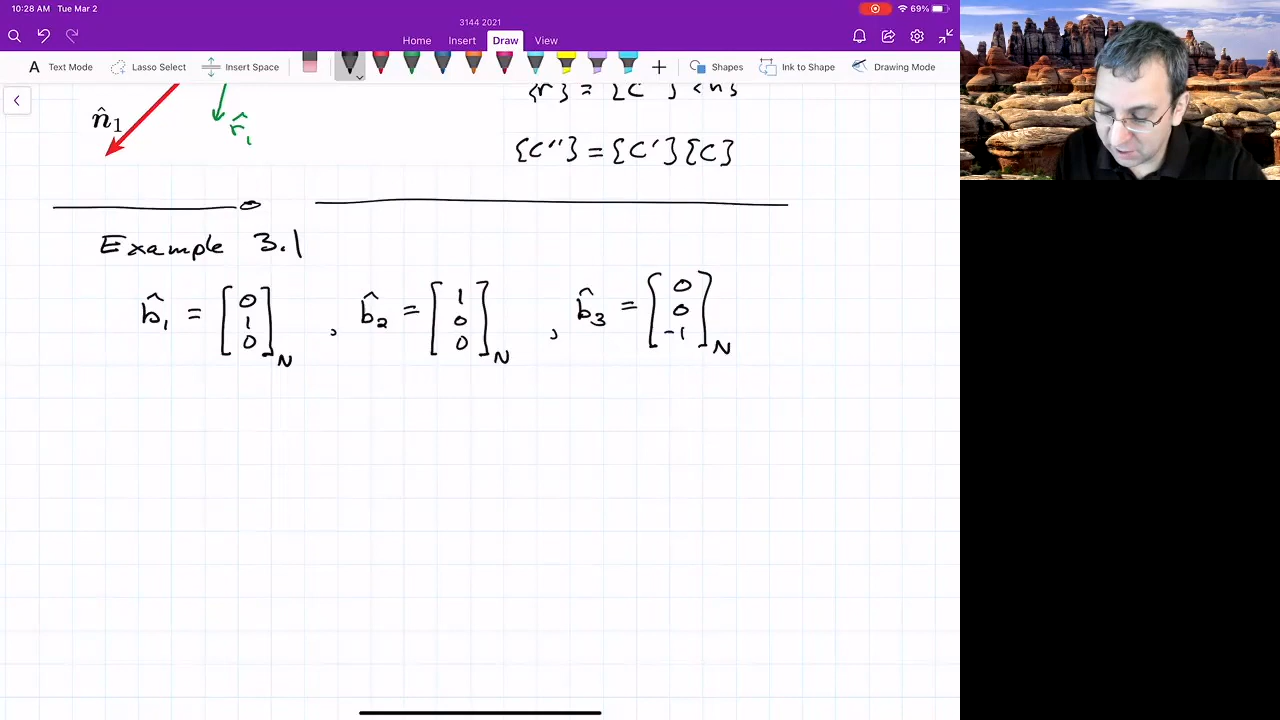 10:28 AM Tue Mar 2
69%
3144 2021
Home Insert Draw View
Text Mode Lasso Select Insert Space Shapes Ink to Shape Drawing Mode
n̂₁
r̂₁
{r} = [C′]{n}
{C″} = [C′][C]
Example 3.1
b̂₁ = [0 1 0]N , b̂₂ = [1 0 0]N , b̂₃ = [0 0 -1]N